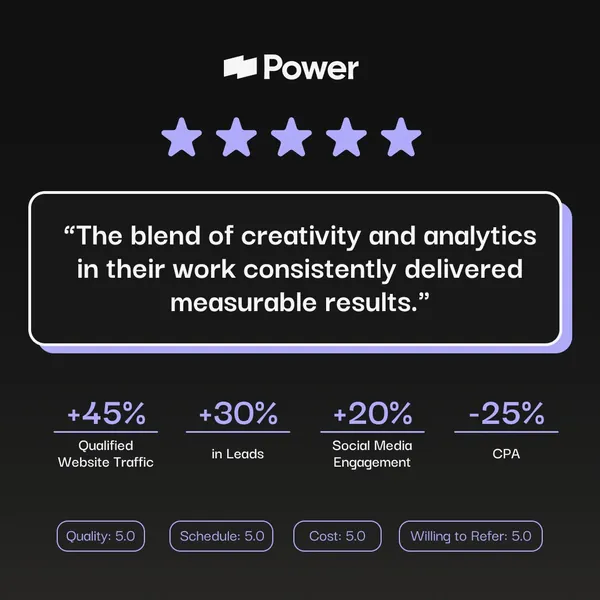 Power
“The blend of creativity and analytics
in their work consistently delivered
measurable results.”
+45%
Qualified
Website Traffic
+30%
in Leads
+20%
Social Media
Engagement
-25%
CPA
Quality: 5.0
Schedule: 5.0
Cost: 5.0
Willing to Refer: 5.0